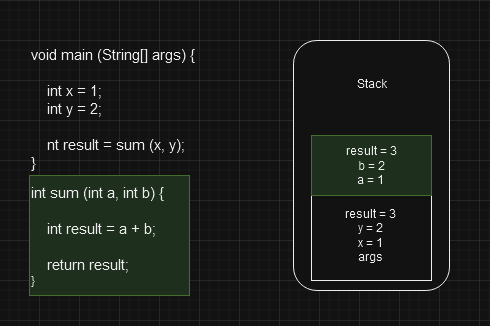 void main (String[] args) {
int x = 1;
int y = 2;
nt result = sum (x, y);
}
int sum (int a, int b) {
int result = a + b;
return result;
}
Stack
result = 3
b = 2
a = 1
result = 3
y = 2
x = 1
args